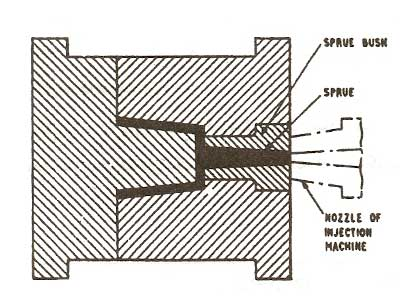 SPRUE BUSH
SPRUE
NOZZLE OF
INJECTION
MACHINE